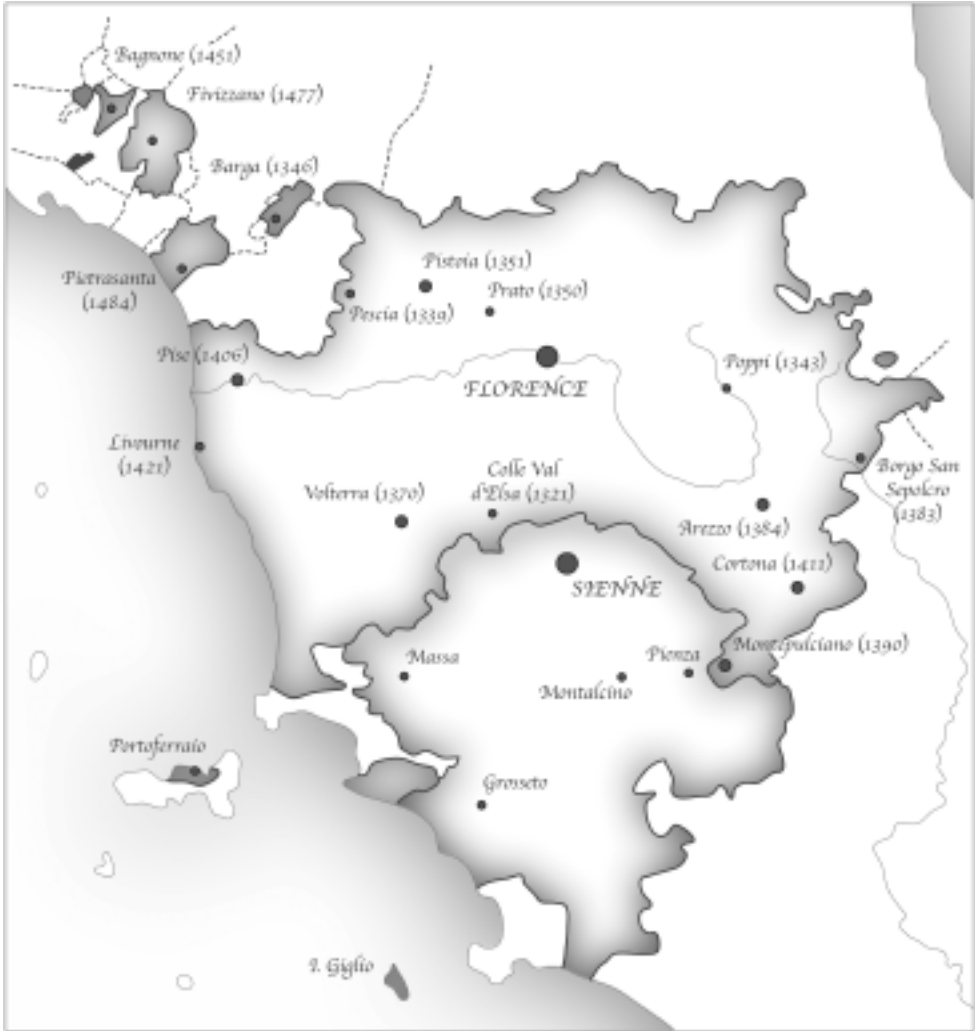 Bagnone (1451)
Fivizzano (1477)
Barga (1346)
Pistoia (1351)
Prato (1350)
Pietrasanta
(1484)
Pescia (1339)
Pise (1406)
Poppi (1343)
FLORENCE
Livourne
(1421)
Colle Val
d'Elsa (1321)
Volterra (1370)
Borgo San
Sepolcro
(1383)
Arezzo (1384)
Cortona (1411)
SIENNE
Montepulciano (1390)
Massa
Pienza
Montalcino
Portoferraio
Grosseto
I. Giglio